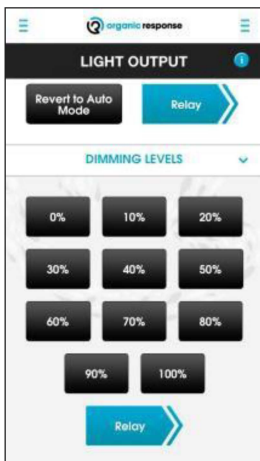 organic response
LIGHT OUTPUT i
Revert to Auto
Mode
Relay
DIMMING LEVELS
0% 10% 20%
30% 40% 50%
60% 70% 80%
90% 100%
Relay